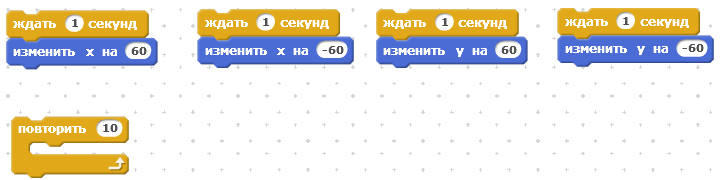 ждать 1 секунд
изменить x на 60
ждать 1 секунд
изменить x на -60
ждать 1 секунд
изменить y на 60
ждать 1 секунд
изменить y на -60
повторить 10